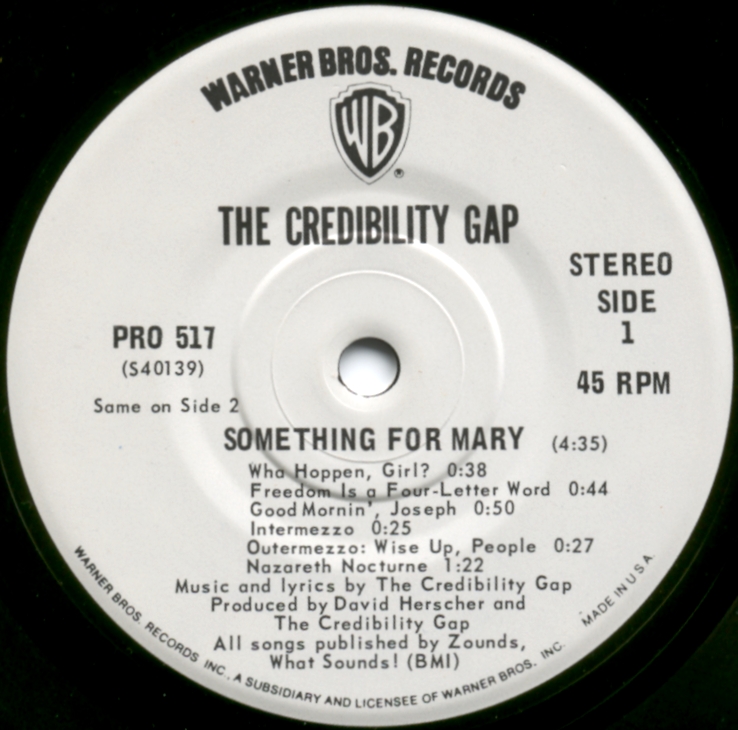 WARNER BROS. RECORDS
WB
®
THE CREDIBILITY GAP
STEREO
SIDE
1
PRO 517
(S40139)
45 RPM
Same on Side 2
SOMETHING FOR MARY (4:35)
Wha Hoppen, Girl? 0:38
Freedom Is a Four-Letter Word 0:44
Good Mornin', Joseph 0:50
Intermezzo 0:25
Outermezzo: Wise Up, People 0:27
Nazareth Nocturne 1:22
Music and lyrics by The Credibility Gap
Produced by David Herscher and
The Credibility Gap
All songs published by Zounds,
What Sounds! (BMI)
WARNER BROS. RECORDS INC., A SUBSIDIARY AND LICENSEE OF WARNER BROS. INC. MADE IN U.S.A.